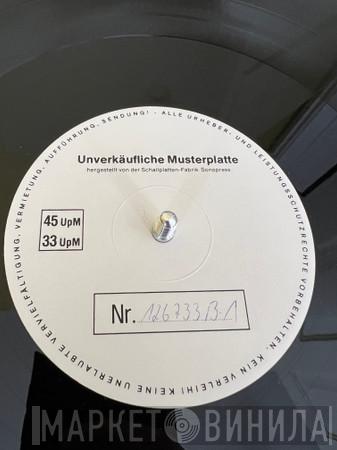 KEINE UNERLAUBTE VERVIELFÄLTIGUNG, VERMIETUNG, AUFFÜHRUNG, SENDUNG! - ALLE URHEBER- UND LEISTUNGSSCHUTZRECHTE VORBEHALTEN. KEIN VERLEIH!
Unverkäufliche Musterplatte
hergestellt von der Schallplatten-Fabrik Sonopress
45 UpM
33 UpM
Nr. 126733 B-1
МАРКЕТ ВИНИЛА